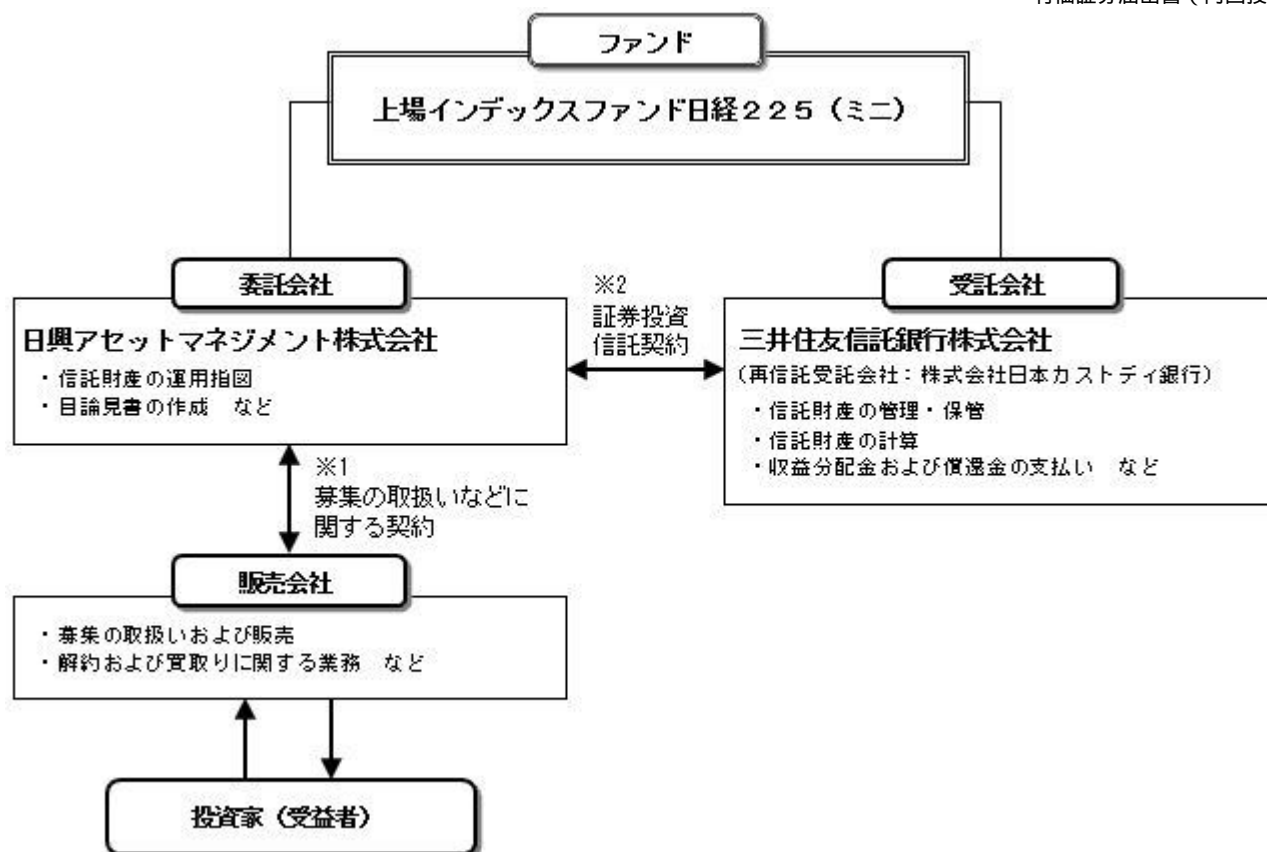 ファンド
上場インデックスファンド日経２２５（ミニ）
委託会社
日興アセットマネジメント株式会社
・信託財産の運用指図
・目論見書の作成　など
※2
証券投資
信託契約
受託会社
三井住友信託銀行株式会社
（再信託受託会社：株式会社日本カストディ銀行）
・信託財産の管理・保管
・信託財産の計算
・収益分配金および償還金の支払い　など
※1
募集の取扱いなどに
関する契約
販売会社
・募集の取扱いおよび販売
・解約および買取りに関する業務　など
投資家（受益者）